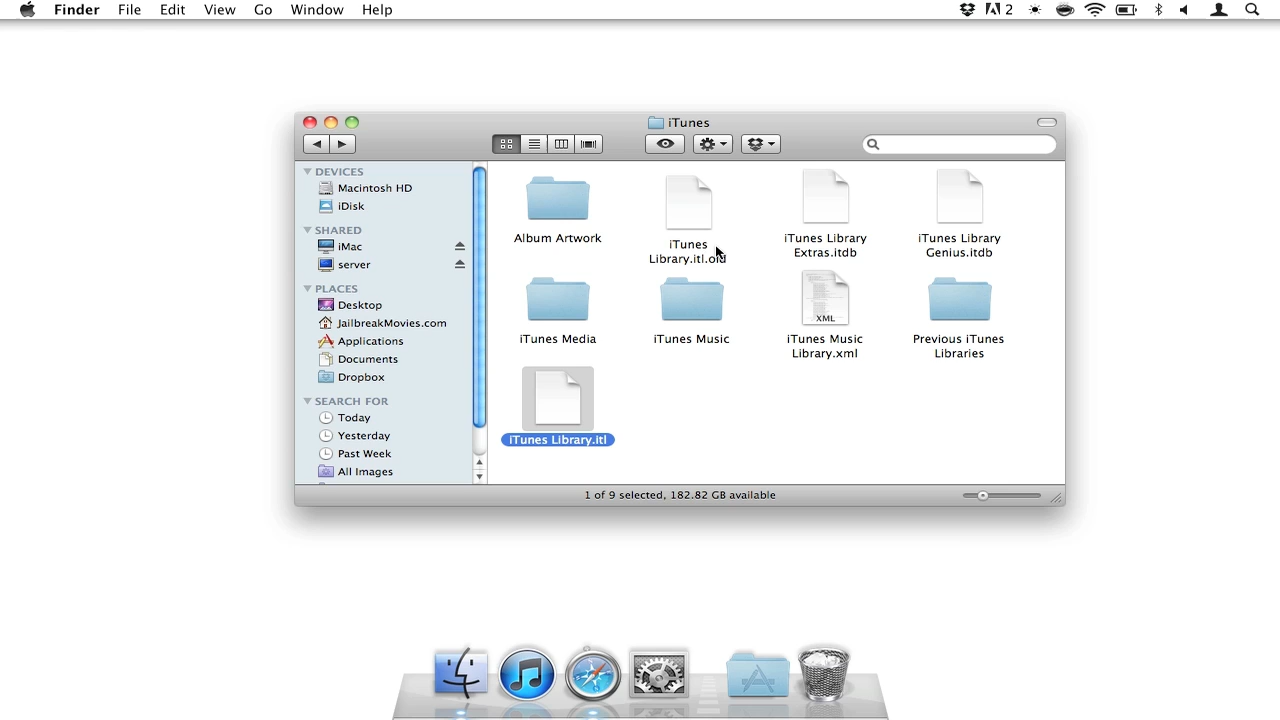 Finder File Edit View Go Window Help
2
iTunes
DEVICES
Macintosh HD
iDisk
SHARED
iMac
server
PLACES
Desktop
JailbreakMovies.com
Applications
Documents
Dropbox
SEARCH FOR
Today
Yesterday
Past Week
All Images
Album Artwork
iTunes
Library.itl.old
iTunes Library
Extras.itdb
iTunes Library
Genius.itdb
iTunes Media
iTunes Music
XML
iTunes Music
Library.xml
Previous iTunes
Libraries
iTunes Library.itl
1 of 9 selected, 182.82 GB available